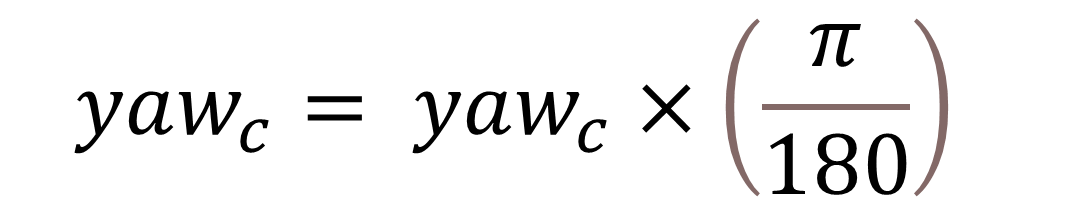 yaw_c = yaw_c × (π/180)